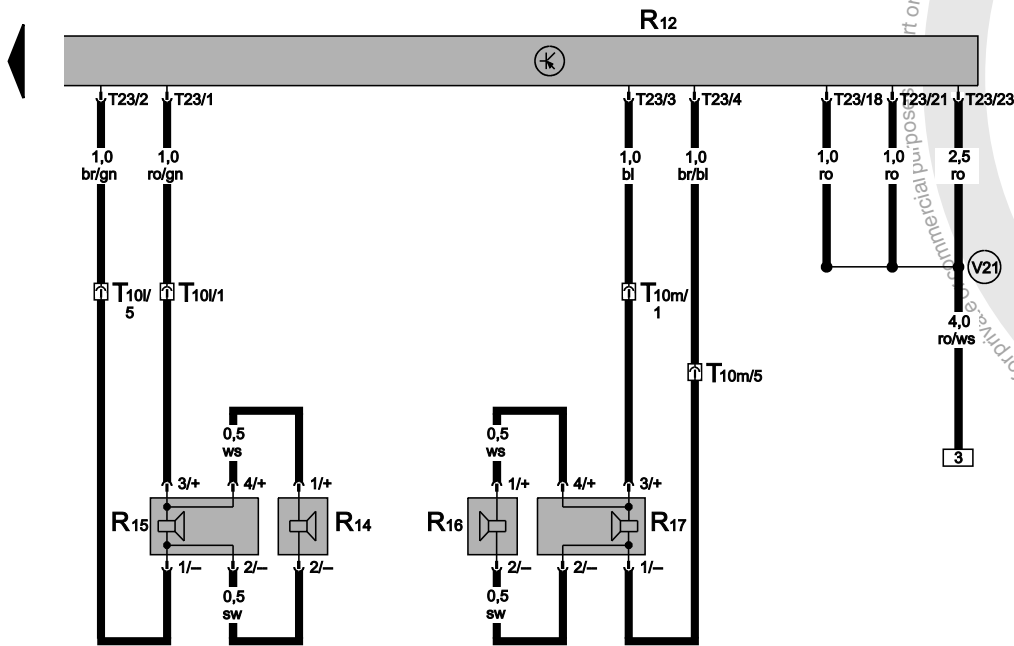 R12
T23/2
T23/1
T23/3
T23/4
T23/18
T23/21
T23/23
1,0
br/gn
1,0
ro/gn
1,0
bl
1,0
br/bl
1,0
ro
1,0
ro
2,5
ro
V21
T10l/
5
T10l/1
T10m/
1
4,0
ro/ws
T10m/5
0,5
ws
0,5
ws
3
3/+
4/+
1/+
1/+
4/+
3/+
R15
R14
R16
R17
1/–
2/–
2/–
2/–
2/–
1/–
0,5
sw
0,5
sw
commercial purposes